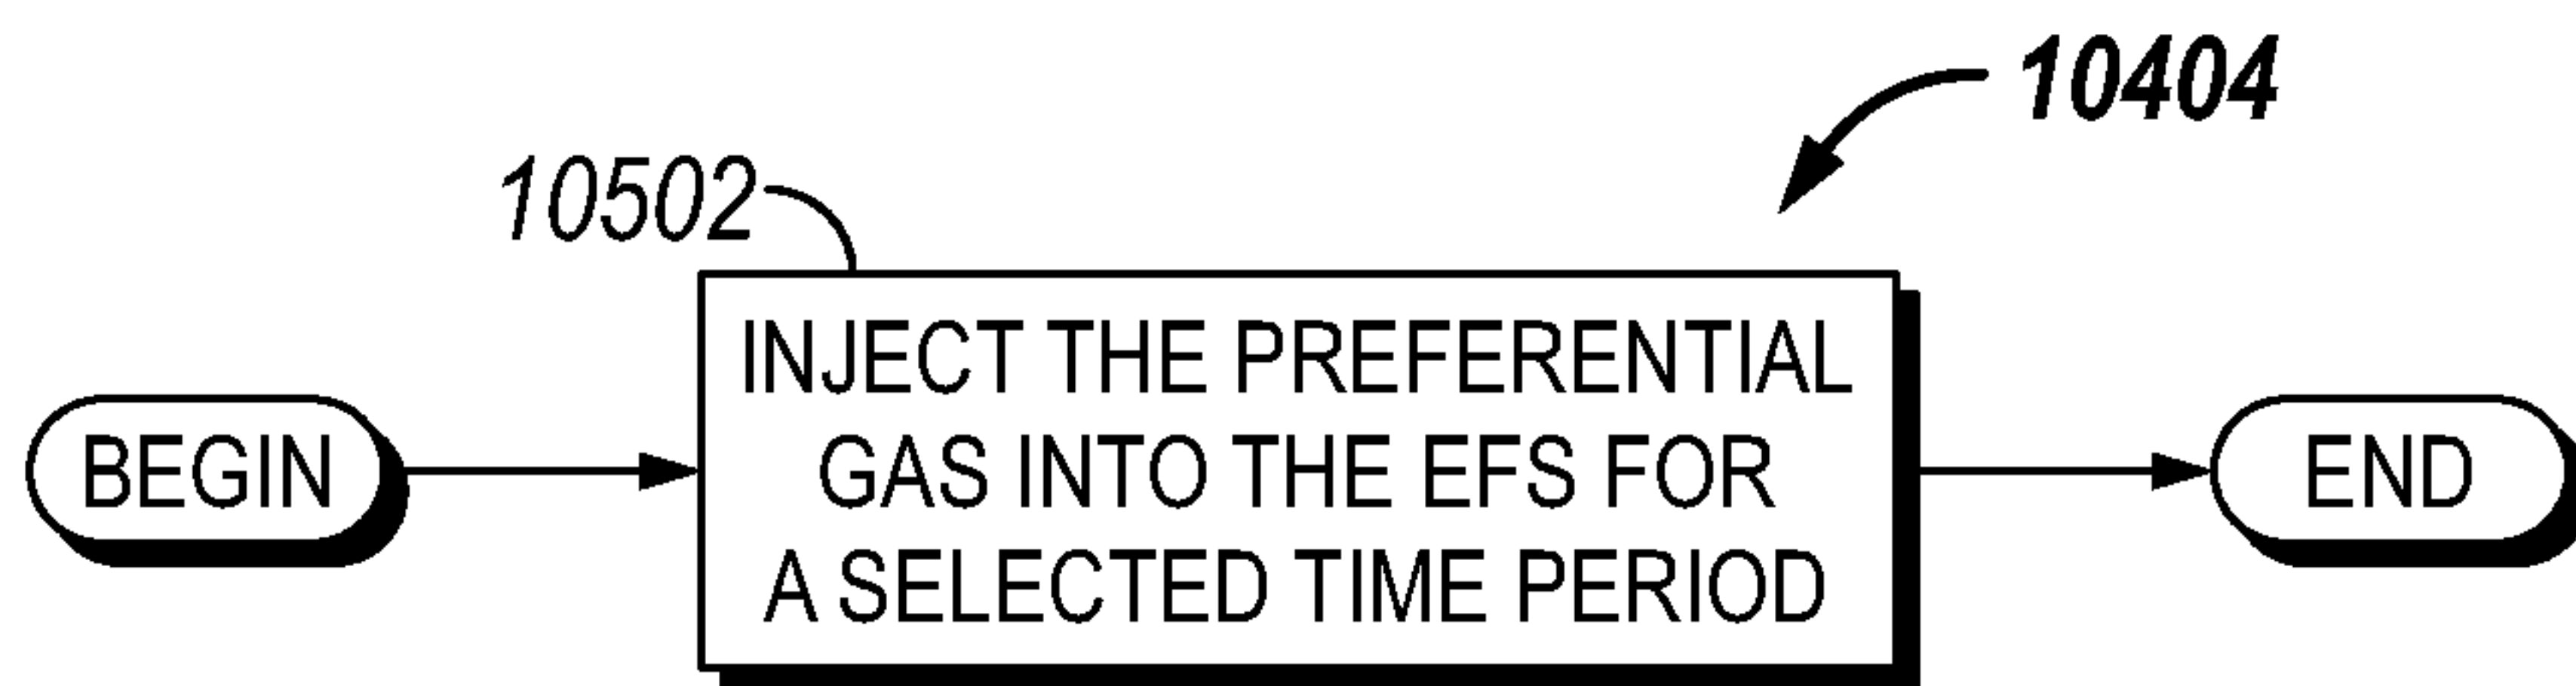 10404
10502
BEGIN
INJECT THE PREFERENTIAL
GAS INTO THE EFS FOR
A SELECTED TIME PERIOD
END